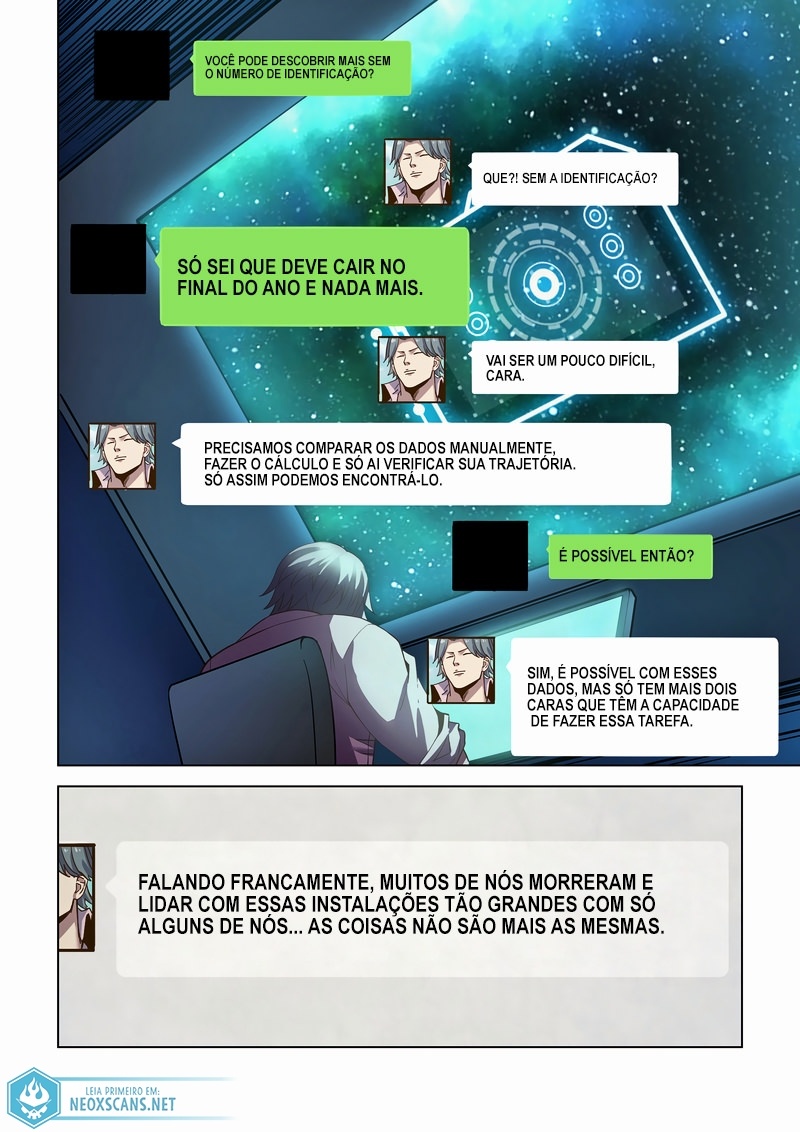 VOCÊ PODE DESCOBRIR MAIS SEM
O NÚMERO DE IDENTIFICAÇÃO?
QUE?! SEM A IDENTIFICAÇÃO?
SÓ SEI QUE DEVE CAIR NO
FINAL DO ANO E NADA MAIS.
VAI SER UM POUCO DIFÍCIL,
CARA.
PRECISAMOS COMPARAR OS DADOS MANUALMENTE,
FAZER O CÁLCULO E SÓ AI VERIFICAR SUA TRAJETÓRIA.
SÓ ASSIM PODEMOS ENCONTRÁ-LO.
É POSSÍVEL ENTÃO?
SIM, É POSSÍVEL COM ESSES
DADOS, MAS SÓ TEM MAIS DOIS
CARAS QUE TÊM A CAPACIDADE
DE FAZER ESSA TAREFA.
FALANDO FRANCAMENTE, MUITOS DE NÓS MORRERAM E
LIDAR COM ESSAS INSTALAÇÕES TÃO GRANDES COM SÓ
ALGUNS DE NÓS... AS COISAS NÃO SÃO MAIS AS MESMAS.
LEIA PRIMEIRO EM:
NEOXSCANS.NET